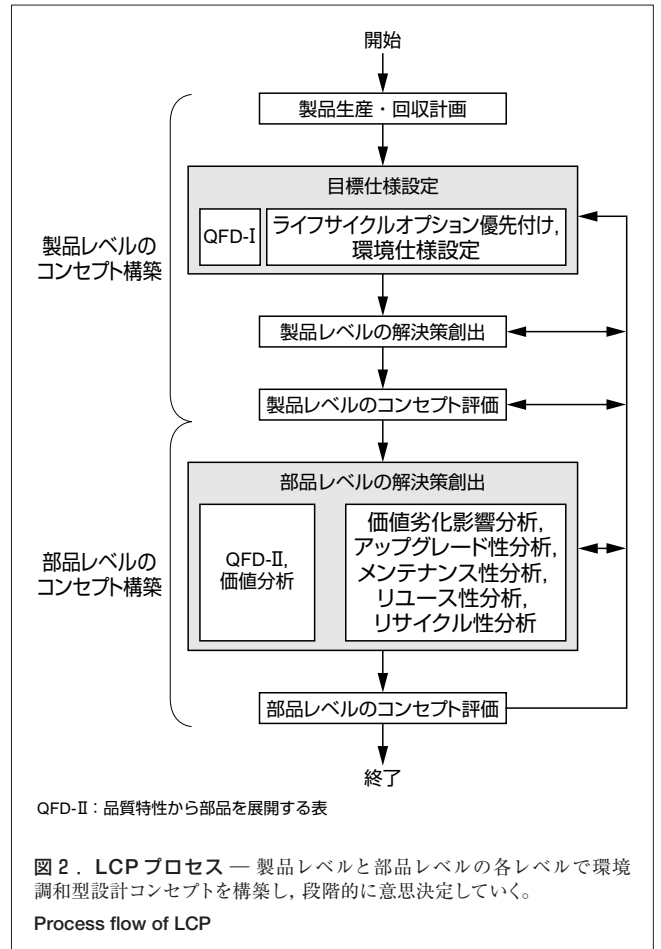 開始
製品生産・回収計画
目標仕様設定
QFD-I
ライフサイクルオプション優先付け,
環境仕様設定
製品レベルの
コンセプト構築
製品レベルの解決策創出
製品レベルのコンセプト評価
部品レベルの解決策創出
QFD-II,
価値分析
価値劣化影響分析,
アップグレード性分析,
メンテナンス性分析,
リユース性分析,
リサイクル性分析
部品レベルの
コンセプト構築
部品レベルのコンセプト評価
終了
QFD-II:品質特性から部品を展開する表
図2. LCPプロセス — 製品レベルと部品レベルの各レベルで環境
調和型設計コンセプトを構築し, 段階的に意思決定していく。
Process flow of LCP